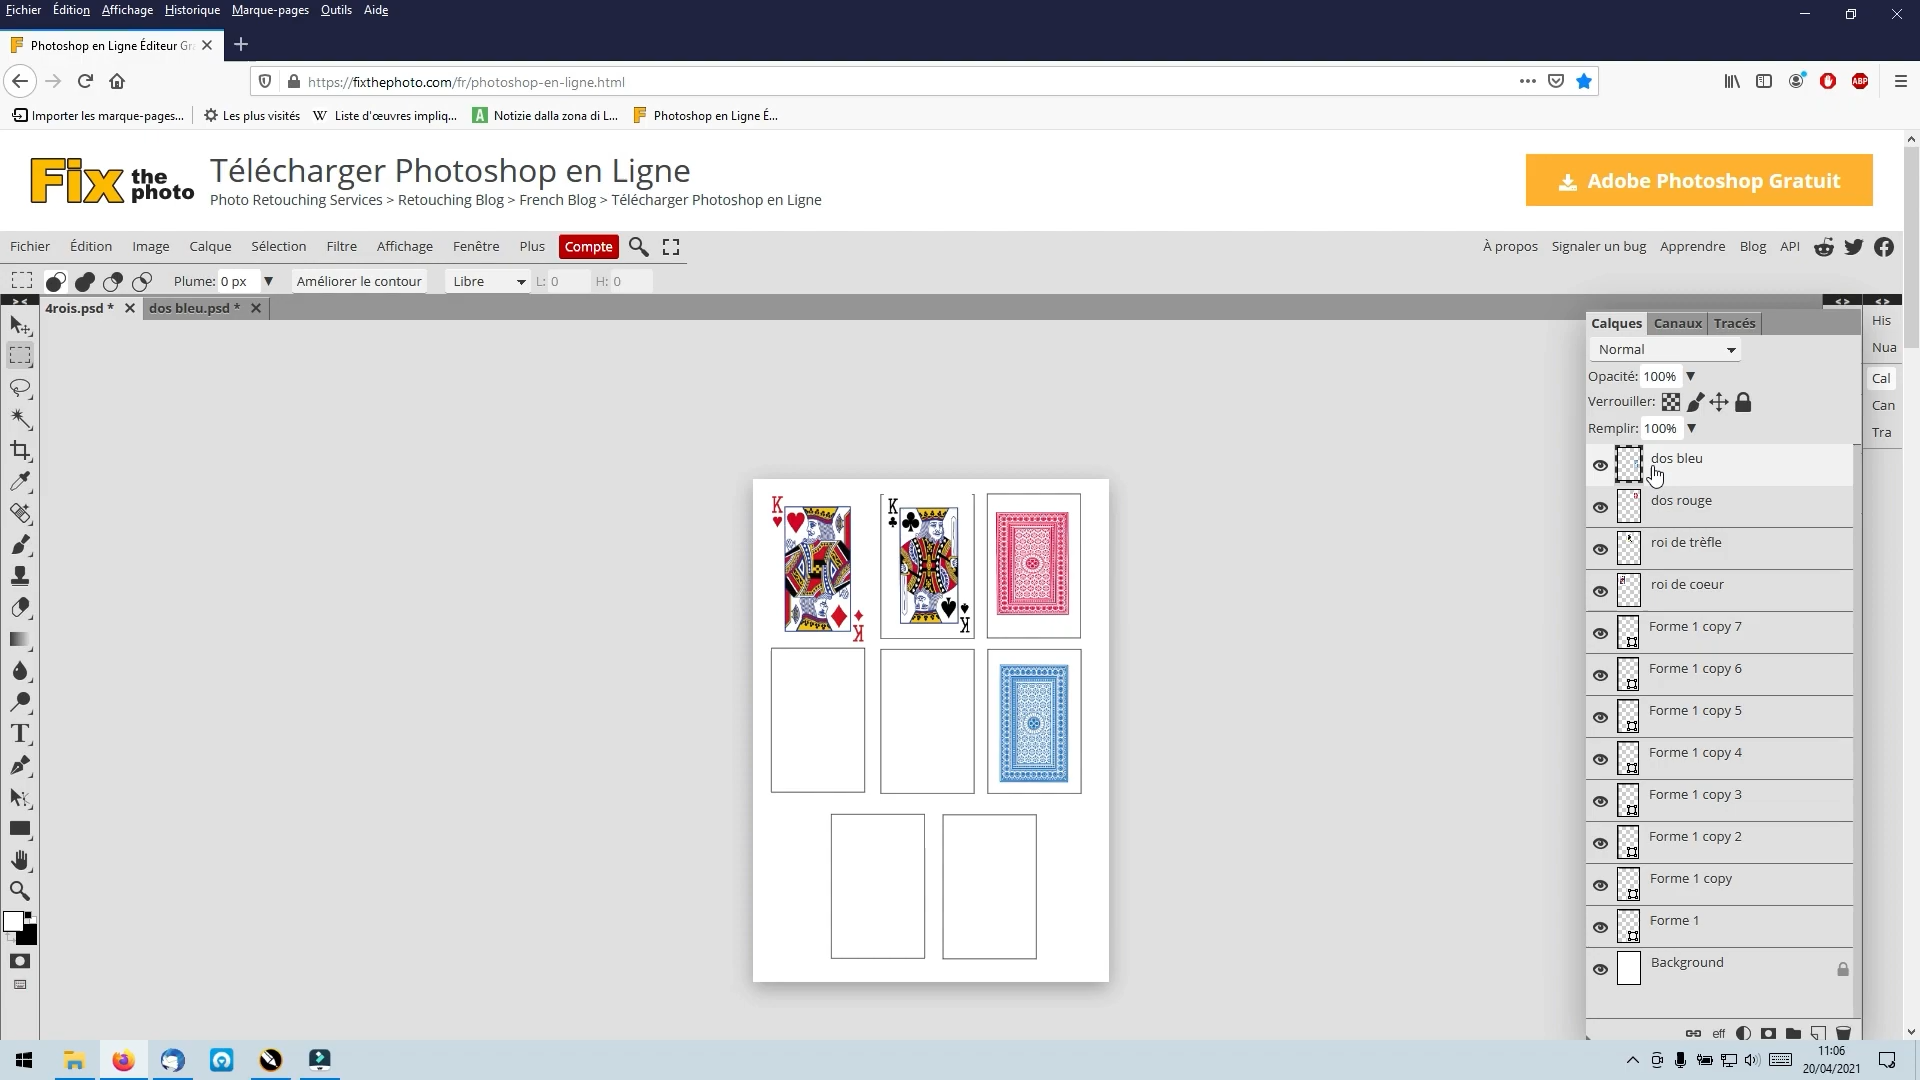 Fichier Édition Affichage Historique Marque-pages Outils Aide
Photoshop en Ligne Éditeur Gra
https://fixthephoto.com/fr/photoshop-en-ligne.html
Importer les marque-pages... Les plus visités Liste d'œuvres impliq... Notizie dalla zona di L... Photoshop en Ligne É...
Fix the photo
Télécharger Photoshop en Ligne
Photo Retouching Services > Retouching Blog > French Blog > Télécharger Photoshop en Ligne
Adobe Photoshop Gratuit
Fichier Édition Image Calque Sélection Filtre Affichage Fenêtre Plus Compte
À propos Signaler un bug Apprendre Blog API
Plume: 0 px Améliorer le contour Libre L: 0 H: 0
4rois.psd * dos bleu.psd *
Calques Canaux Tracés
Normal
Opacité: 100%
Verrouiller:
Remplir: 100%
dos bleu
dos rouge
roi de trèfle
roi de coeur
Forme 1 copy 7
Forme 1 copy 6
Forme 1 copy 5
Forme 1 copy 4
Forme 1 copy 3
Forme 1 copy 2
Forme 1 copy
Forme 1
Background
eff
His
Nua
Cal
Can
Tra
K K
K K
11:06
20/04/2021